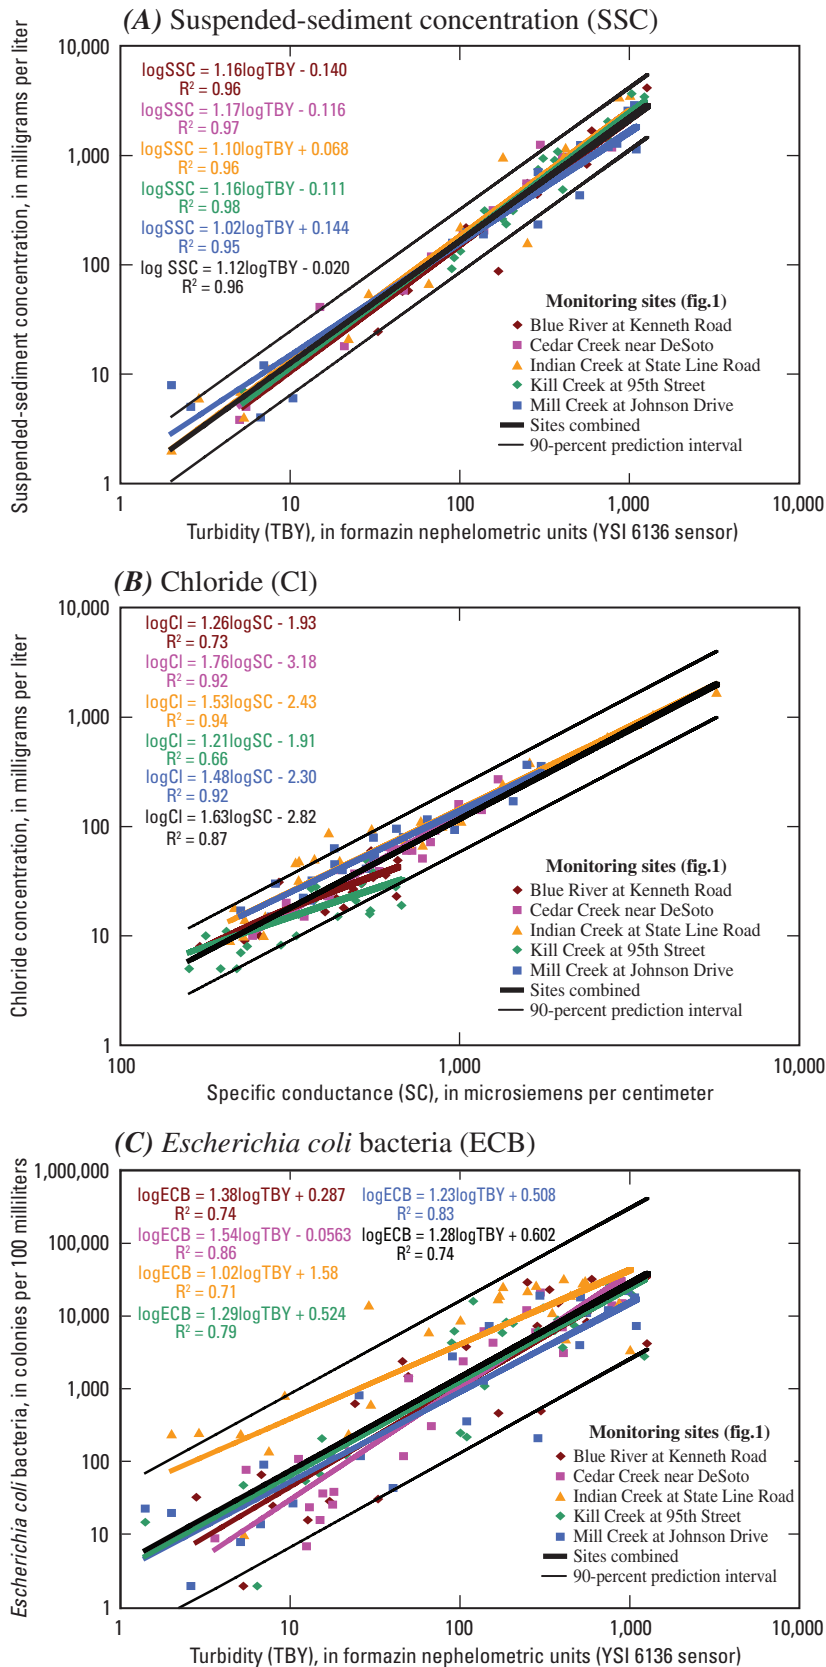 (A) Suspended-sediment concentration (SSC)
Suspended-sediment concentration, in milligrams per liter
10,000
1,000
100
10
1
logSSC = 1.16logTBY - 0.140
R² = 0.96
logSSC = 1.17logTBY - 0.116
R² = 0.97
logSSC = 1.10logTBY + 0.068
R² = 0.96
logSSC = 1.16logTBY - 0.111
R² = 0.98
logSSC = 1.02logTBY + 0.144
R² = 0.95
log SSC = 1.12logTBY - 0.020
R² = 0.96
Monitoring sites (fig.1)
Blue River at Kenneth Road
Cedar Creek near DeSoto
Indian Creek at State Line Road
Kill Creek at 95th Street
Mill Creek at Johnson Drive
Sites combined
90-percent prediction interval
1 10 100 1,000 10,000
Turbidity (TBY), in formazin nephelometric units (YSI 6136 sensor)
(B) Chloride (Cl)
Chloride concentration, in milligrams per liter
10,000
1,000
100
10
1
logCl = 1.26logSC - 1.93
R² = 0.73
logCl = 1.76logSC - 3.18
R² = 0.92
logCl = 1.53logSC - 2.43
R² = 0.94
logCl = 1.21logSC - 1.91
R² = 0.66
logCl = 1.48logSC - 2.30
R² = 0.92
logCl = 1.63logSC - 2.82
R² = 0.87
Monitoring sites (fig.1)
Blue River at Kenneth Road
Cedar Creek near DeSoto
Indian Creek at State Line Road
Kill Creek at 95th Street
Mill Creek at Johnson Drive
Sites combined
90-percent prediction interval
100 1,000 10,000
Specific conductance (SC), in microsiemens per centimeter
(C) Escherichia coli bacteria (ECB)
Escherichia coli bacteria, in colonies per 100 milliliters
1,000,000
100,000
10,000
1,000
100
10
1
logECB = 1.38logTBY + 0.287
R² = 0.74
logECB = 1.54logTBY - 0.0563
R² = 0.86
logECB = 1.02logTBY + 1.58
R² = 0.71
logECB = 1.29logTBY + 0.524
R² = 0.79
logECB = 1.23logTBY + 0.508
R² = 0.83
logECB = 1.28logTBY + 0.602
R² = 0.74
Monitoring sites (fig.1)
Blue River at Kenneth Road
Cedar Creek near DeSoto
Indian Creek at State Line Road
Kill Creek at 95th Street
Mill Creek at Johnson Drive
Sites combined
90-percent prediction interval
1 10 100 1,000 10,000
Turbidity (TBY), in formazin nephelometric units (YSI 6136 sensor)